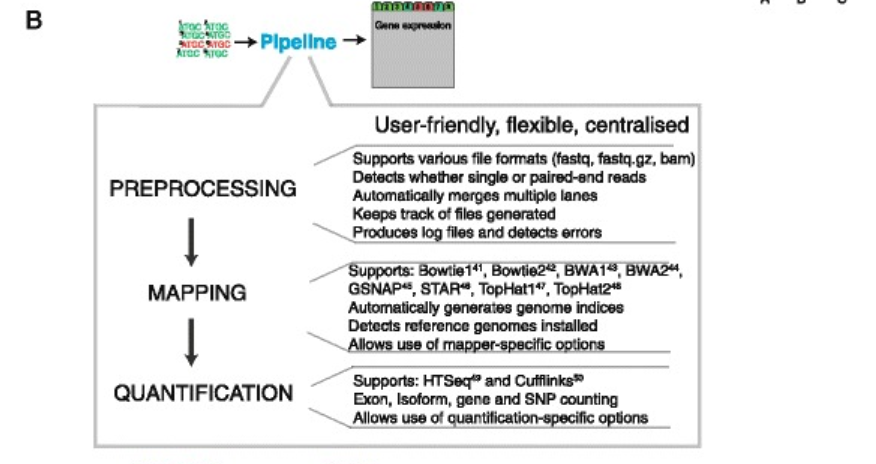 B
ATGC ATGC
ATGC ATGC
ATGC ATGC
ATGC ATGC
Pipeline
Gene expression
User-friendly, flexible, centralised
PREPROCESSING
Supports various file formats (fastq, fastq.gz, bam)
Detects whether single or paired-end reads
Automatically merges multiple lanes
Keeps track of files generated
Produces log files and detects errors
MAPPING
Supports: Bowtie1⁴¹, Bowtie2⁴², BWA1⁴³, BWA2⁴⁴,
GSNAP⁴⁵, STAR⁴⁶, TopHat1⁴⁷, TopHat2⁴⁸
Automatically generates genome indices
Detects reference genomes installed
Allows use of mapper-specific options
QUANTIFICATION
Supports: HTSeq⁴⁹ and Cufflinks⁵⁰
Exon, Isoform, gene and SNP counting
Allows use of quantification-specific options